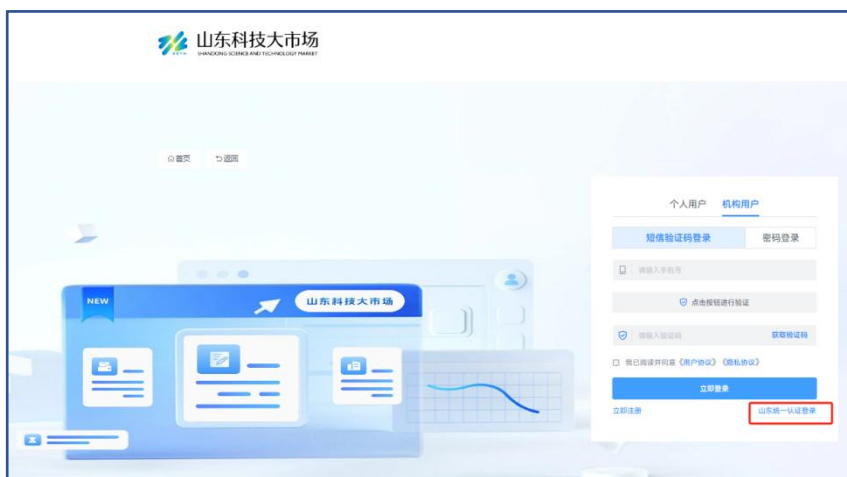 山东科技大市场
SHANDONG SCIENCE AND TECHNOLOGY MARKET
首页 返回
个人用户 机构用户
短信验证码登录 密码登录
请输入手机号
点击按钮进行验证
NEW
山东科技大市场
请输入验证码 获取验证码
我已阅读并同意《用户协议》《隐私协议》
立即登录
立即注册 山东统一认证登录